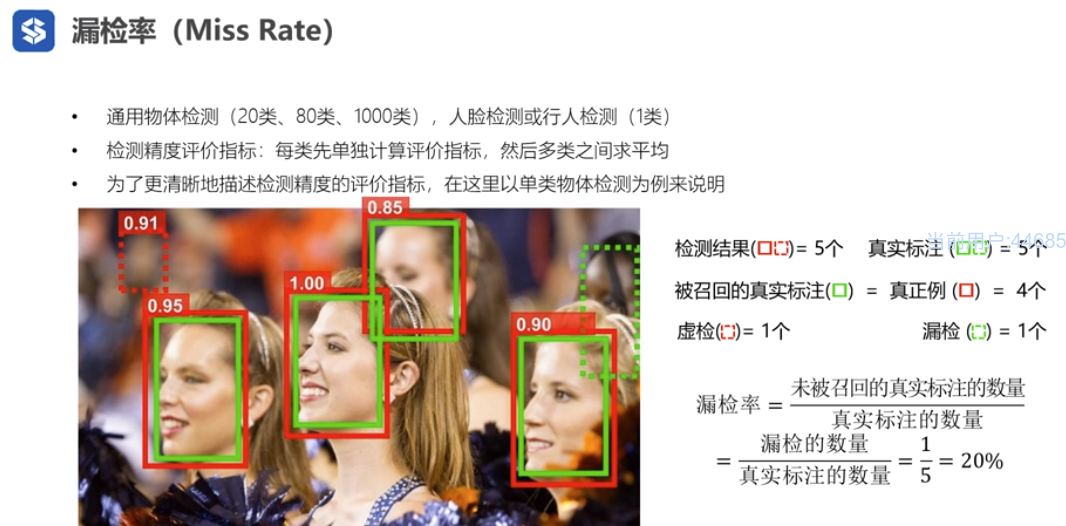 漏检率（Miss Rate）
• 通用物体检测（20类、80类、1000类），人脸检测或行人检测（1类）
• 检测精度评价指标：每类先单独计算评价指标，然后多类之间求平均
• 为了更清晰地描述检测精度的评价指标，在这里以单类物体检测为例来说明
0.85
0.91
1.00
0.95
0.90
当前用户:44685
检测结果()= 5个 真实标注 () = 5个
被召回的真实标注() = 真正例 () = 4个
虚检()= 1个 漏检 () = 1个
漏检率 = 未被召回的真实标注的数量 / 真实标注的数量
= 漏检的数量 / 真实标注的数量 = 1/5 = 20%